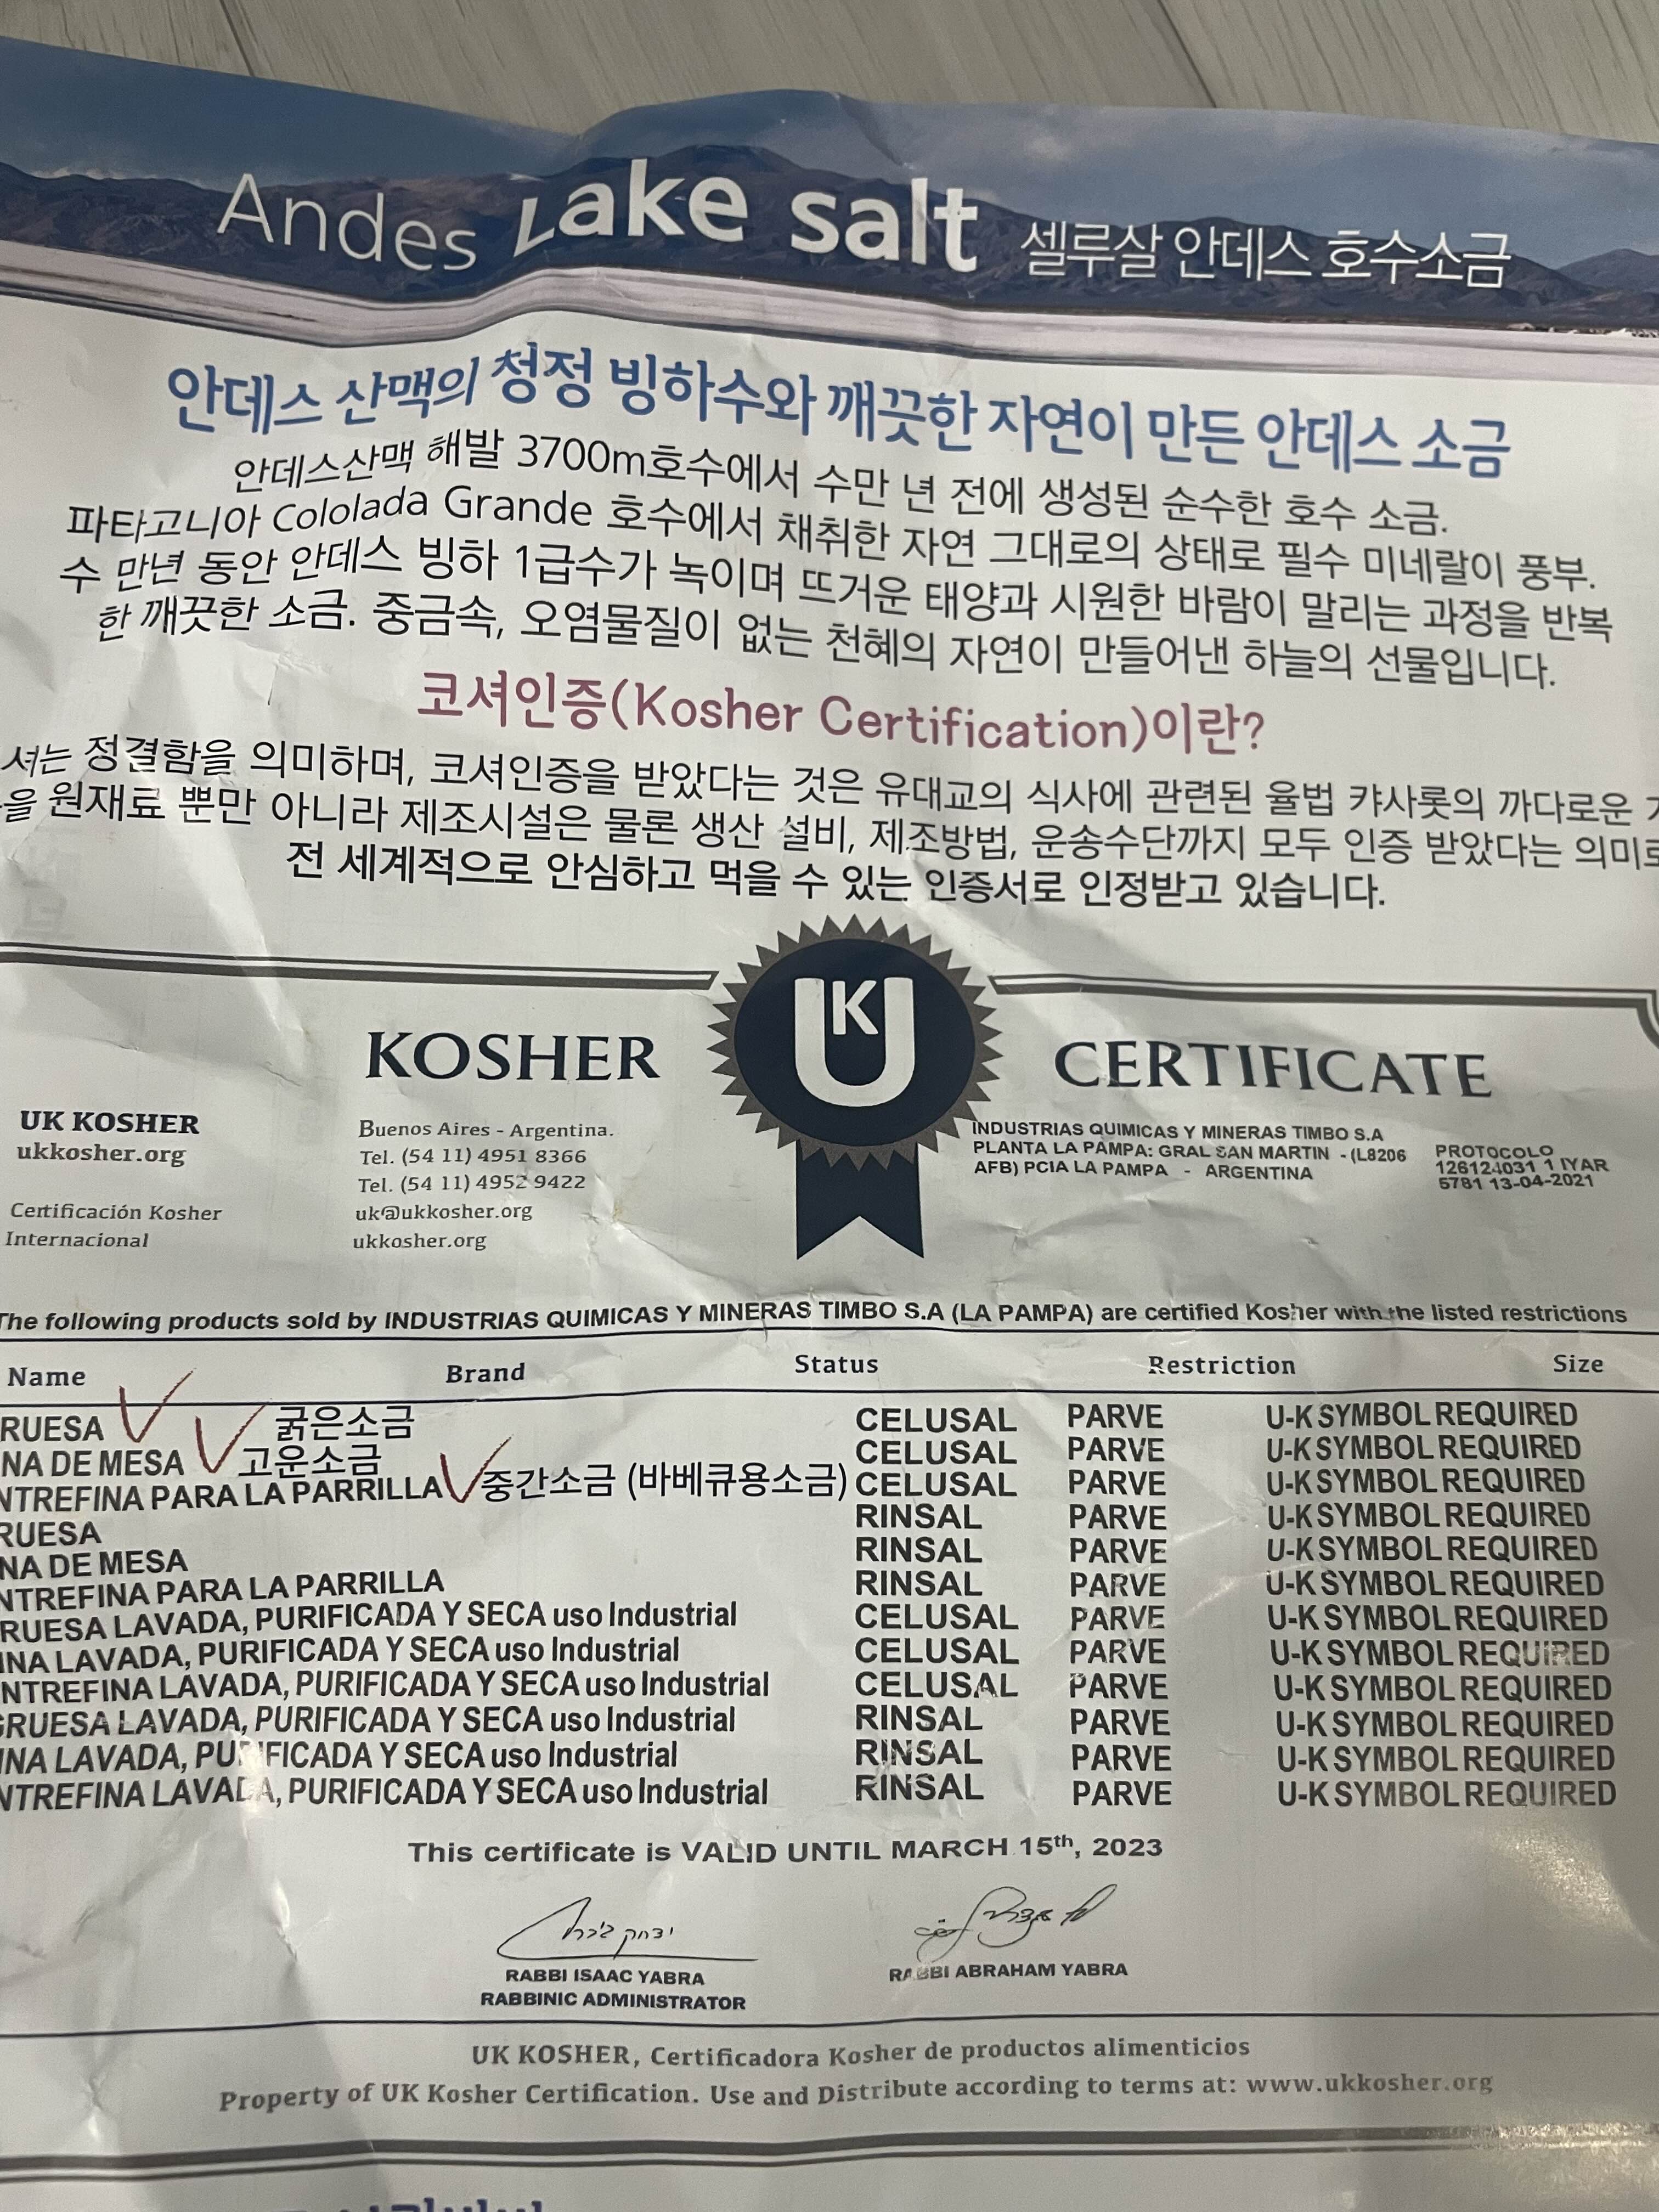 Andes Lake salt 셀루살 안데스 호수소금
안데스 산맥의 청정 빙하수와 깨끗한 자연이 만든 안데스 소금
안데스산맥 해발 3700m호수에서 수만 년 전에 생성된 순수한 호수 소금.
파타고니아 Cololada Grande 호수에서 채취한 자연 그대로의 상태로 필수 미네랄이 풍부.
수 만년 동안 안데스 빙하 1급수가 녹이며 뜨거운 태양과 시원한 바람이 말리는 과정을 반복
한 깨끗한 소금. 중금속, 오염물질이 없는 천혜의 자연이 만들어낸 하늘의 선물입니다.
코셔인증(Kosher Certification)이란?
셔는 정결함을 의미하며, 코셔인증을 받았다는 것은 유대교의 식사에 관련된 율법 캬사롯의 까다로운
을 원재료 뿐만 아니라 제조시설은 물론 생산 설비, 제조방법, 운송수단까지 모두 인증 받았다는 의미로
전 세계적으로 안심하고 먹을 수 있는 인증서로 인정받고 있습니다.
UK
KOSHER CERTIFICATE
UK KOSHER
ukkosher.org
Certificación Kosher
Internacional
Buenos Aires - Argentina.
Tel. (54 11) 4951 8366
Tel. (54 11) 4952 9422
uk@ukkosher.org
ukkosher.org
INDUSTRIAS QUIMICAS Y MINERAS TIMBO S.A
PLANTA LA PAMPA: GRAL SAN MARTIN - (L8206
AFB) PCIA LA PAMPA - ARGENTINA
PROTOCOLO
126124031 1 IYAR
5781 13-04-2021
The following products sold by INDUSTRIAS QUIMICAS Y MINERAS TIMBO S.A (LA PAMPA) are certified Kosher with the listed restrictions
Name Brand Status Restriction Size
RUESA 굵은소금 CELUSAL PARVE U-K SYMBOL REQUIRED
NA DE MESA 고운소금 CELUSAL PARVE U-K SYMBOL REQUIRED
NTREFINA PARA LA PARRILLA 중간소금 (바베큐용소금) CELUSAL PARVE U-K SYMBOL REQUIRED
RUESA RINSAL PARVE U-K SYMBOL REQUIRED
NA DE MESA RINSAL PARVE U-K SYMBOL REQUIRED
NTREFINA PARA LA PARRILLA RINSAL PARVE U-K SYMBOL REQUIRED
RUESA LAVADA, PURIFICADA Y SECA uso Industrial CELUSAL PARVE U-K SYMBOL REQUIRED
INA LAVADA, PURIFICADA Y SECA uso Industrial CELUSAL PARVE U-K SYMBOL REQUIRED
NTREFINA LAVADA, PURIFICADA Y SECA uso Industrial CELUSAL PARVE U-K SYMBOL REQUIRED
GRUESA LAVADA, PURIFICADA Y SECA uso Industrial RINSAL PARVE U-K SYMBOL REQUIRED
INA LAVADA, PURIFICADA Y SECA uso Industrial RINSAL PARVE U-K SYMBOL REQUIRED
NTREFINA LAVADA, PURIFICADA Y SECA uso Industrial RINSAL PARVE U-K SYMBOL REQUIRED
This certificate is VALID UNTIL MARCH 15th, 2023
RABBI ISAAC YABRA
RABBINIC ADMINISTRATOR
RABBI ABRAHAM YABRA
UK KOSHER, Certificadora Kosher de productos alimenticios
Property of UK Kosher Certification. Use and Distribute according to terms at: www.ukkosher.org